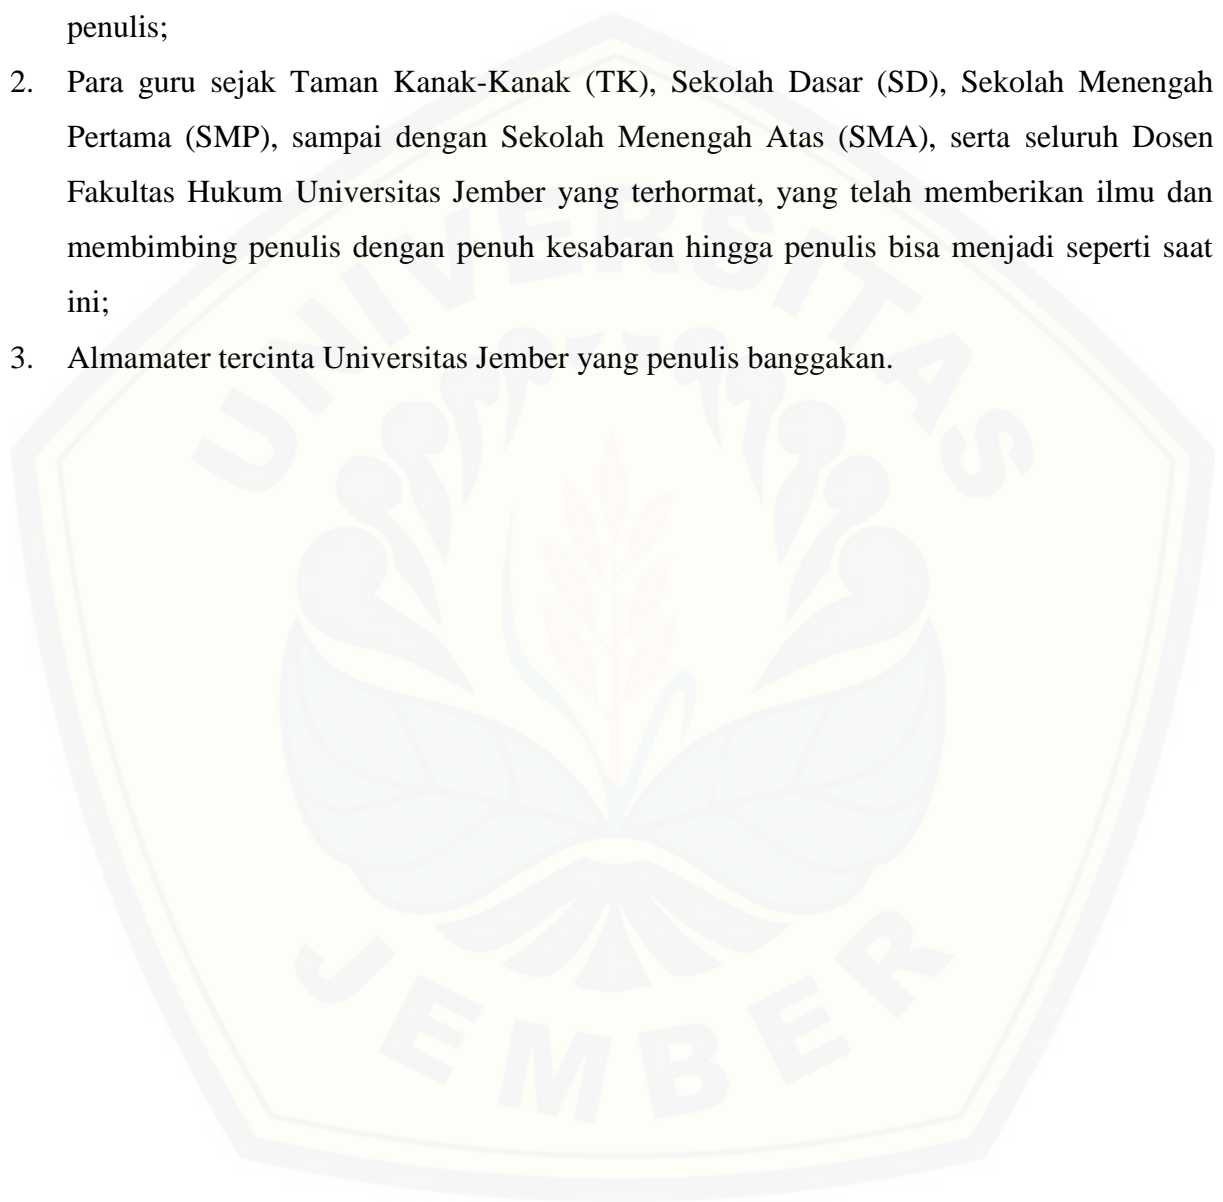 penulis;
2. Para guru sejak Taman Kanak-Kanak (TK), Sekolah Dasar (SD), Sekolah Menengah
Pertama (SMP), sampai dengan Sekolah Menengah Atas (SMA), serta seluruh Dosen
Fakultas Hukum Universitas Jember yang terhormat, yang telah memberikan ilmu dan
membimbing penulis dengan penuh kesabaran hingga penulis bisa menjadi seperti saat
ini;
3. Almamater tercinta Universitas Jember yang penulis banggakan.
UNIVERSITAS
JEMBER